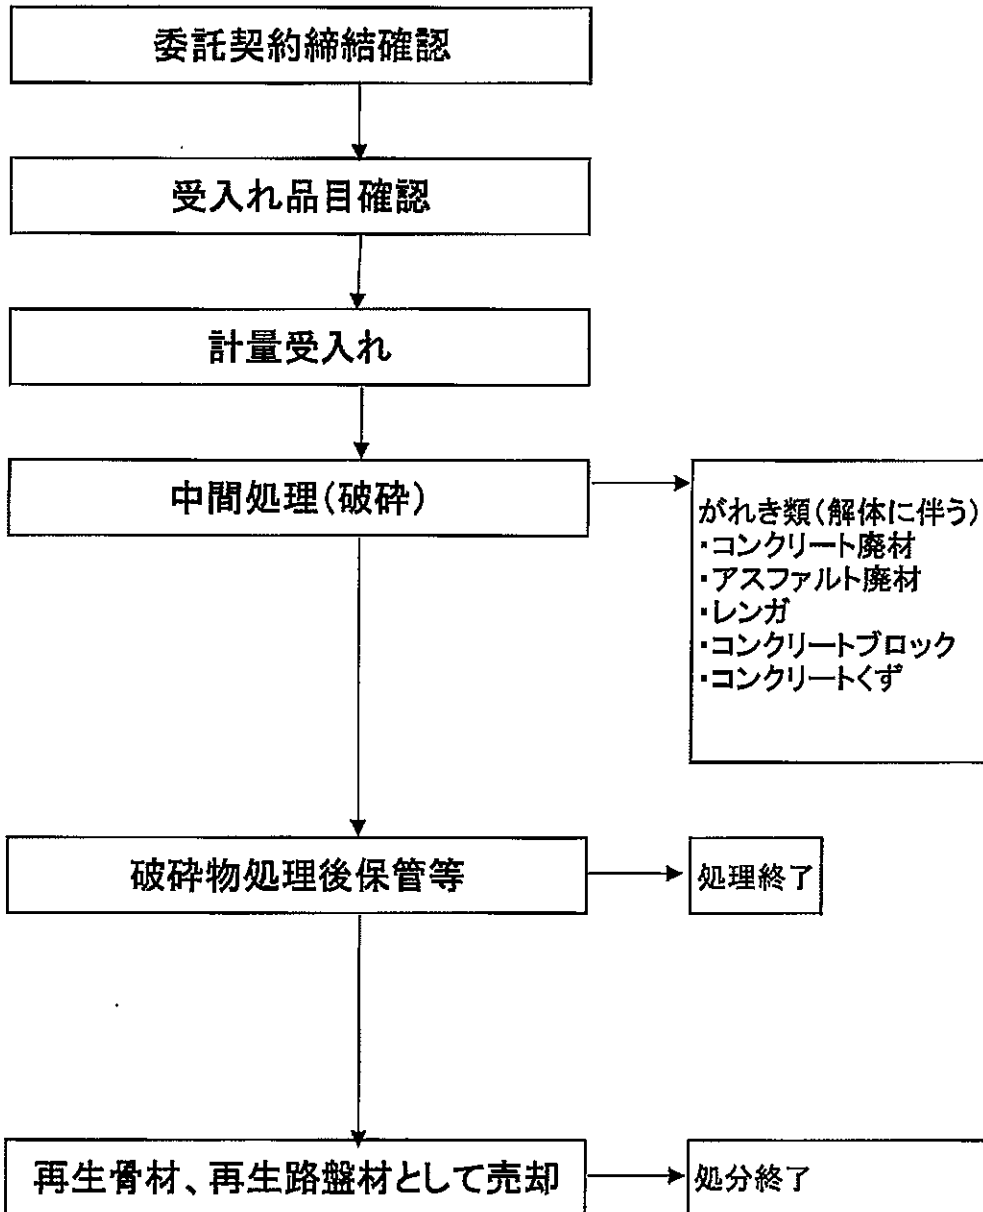 委託契約締結確認
受入れ品目確認
計量受入れ
中間処理(破砕)
がれき類(解体に伴う)
・コンクリート廃材
・アスファルト廃材
・レンガ
・コンクリートブロック
・コンクリートくず
破砕物処理後保管等
処理終了
再生骨材、再生路盤材として売却
処分終了